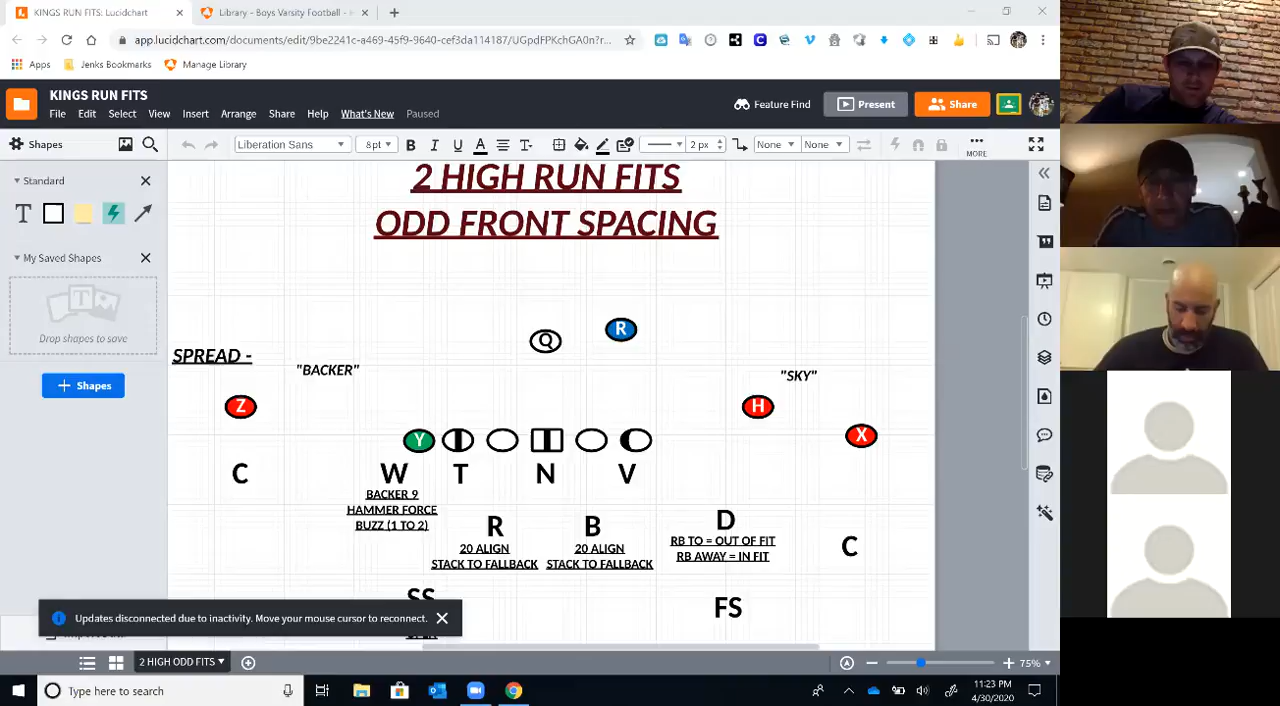 KINGS RUN FITS: Lucidchart
Library - Boys Varsity Football -
app.lucidchart.com/documents/edit/9be22415-a469-45f9-9640-cef3da114187/UGpdFPKchGA0n?r...
Apps
Jenks Bookmarks
Manage Library
KINGS RUN FITS
File Edit Select View Insert Arrange Share Help What's New Paused
Feature Find
Present
Share
Shapes
Liberation Sans
8pt
B I U A T
2 px
None
None
MORE
Standard
T
My Saved Shapes
Drop shapes to save
+ Shapes
2 HIGH RUN FITS
ODD FRONT SPACING
Q R
SPREAD -
"BACKER"
"SKY"
Z H
Y X
C W T N V
BACKER 9
HAMMER FORCE
BUZZ (1 TO 2)
R B D
20 ALIGN
STACK TO FALLBACK
20 ALIGN
STACK TO FALLBACK
RB TO = OUT OF FIT
RB AWAY = IN FIT
C
SS
FS
Updates disconnected due to inactivity. Move your mouse cursor to reconnect.
2 HIGH ODD FITS
75%
Type here to search
11:23 PM
4/30/2020